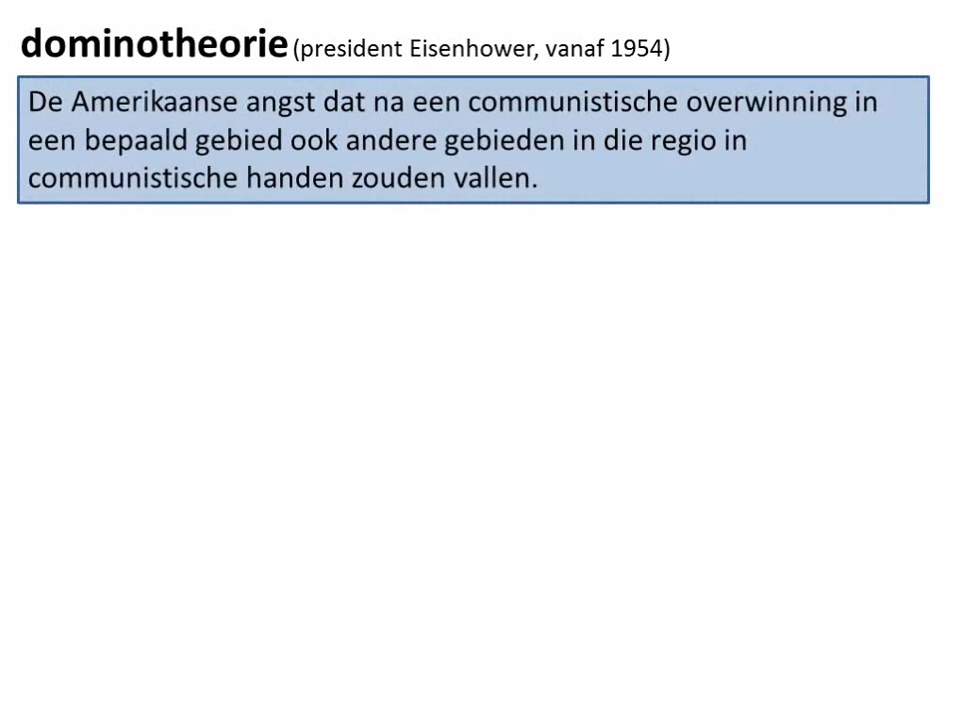 dominotheorie (president Eisenhower, vanaf 1954)
De Amerikaanse angst dat na een communistische overwinning in
een bepaald gebied ook andere gebieden in die regio in
communistische handen zouden vallen.